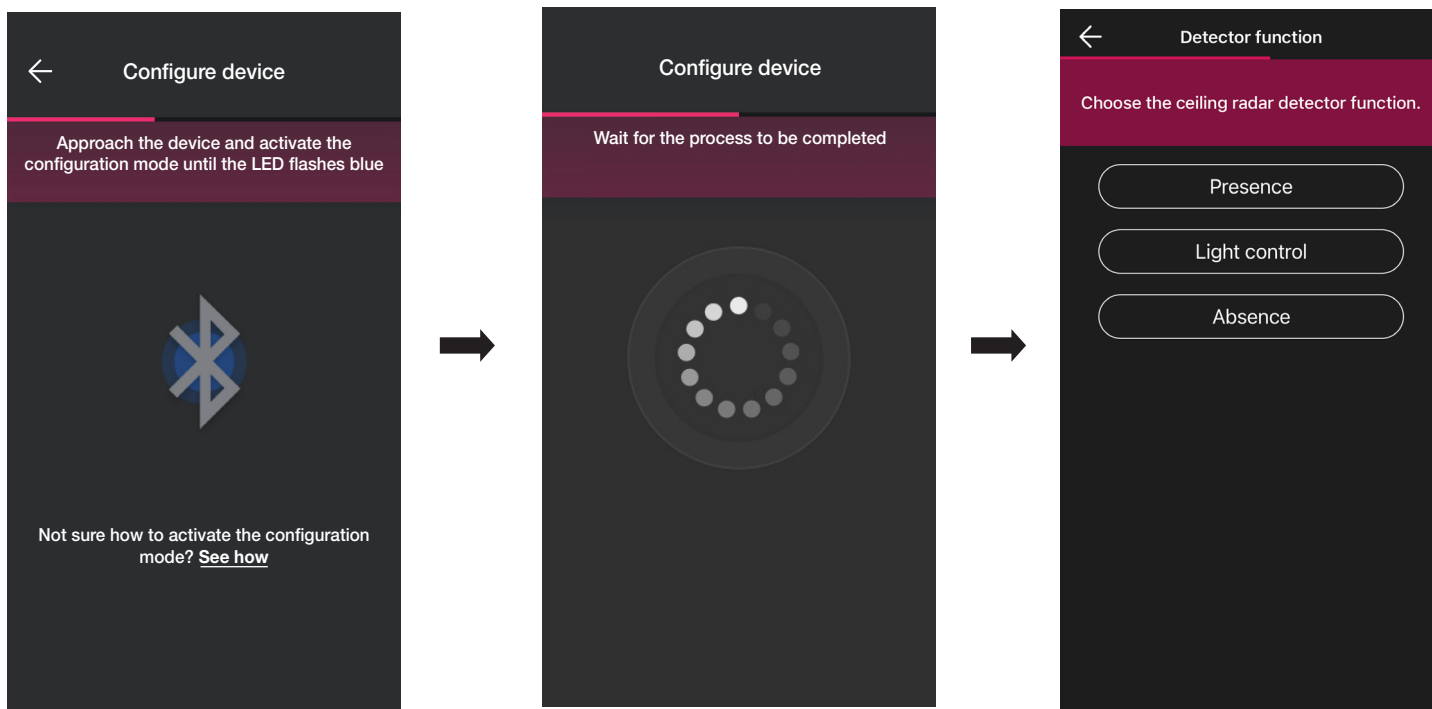 Configure device
Approach the device and activate the
configuration mode until the LED flashes blue
Not sure how to activate the configuration
mode? See how
Configure device
Wait for the process to be completed
Detector function
Choose the ceiling radar detector function.
Presence
Light control
Absence